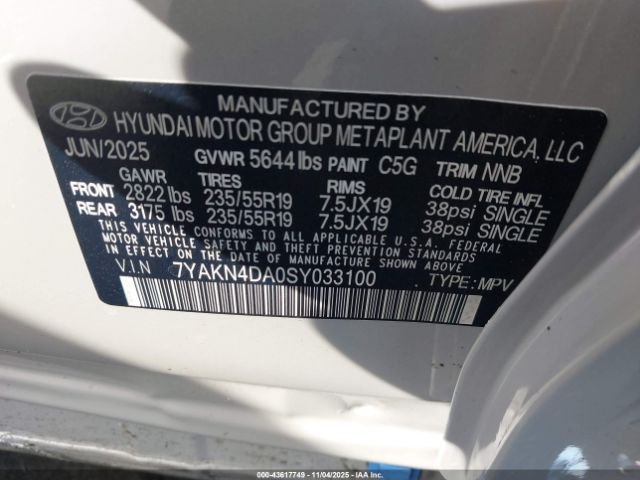 MANUFACTURED BY
HYUNDAI MOTOR GROUP METAPLANT AMERICA, LLC
JUN/2025 GVWR 5644 lbs PAINT C5G TRIM NNB
GAWR TIRES RIMS COLD TIRE INFL
FRONT 2822 lbs 235/55R19 7.5JX19 38psi SINGLE
REAR 3175 lbs 235/55R19 7.5JX19 38psi SINGLE
THIS VEHICLE CONFORMS TO ALL APPLICABLE U.S.A. FEDERAL
MOTOR VEHICLE SAFETY, BUMPER, AND THEFT PREVENTION
STANDARDS IN EFFECT ON THE DATE OF MANUFACTURE SHOWN ABOVE.
V.I.N 7YAKN4DA0SY033100 TYPE: MPV
000-43617749 11/04/2025 IAA Inc.